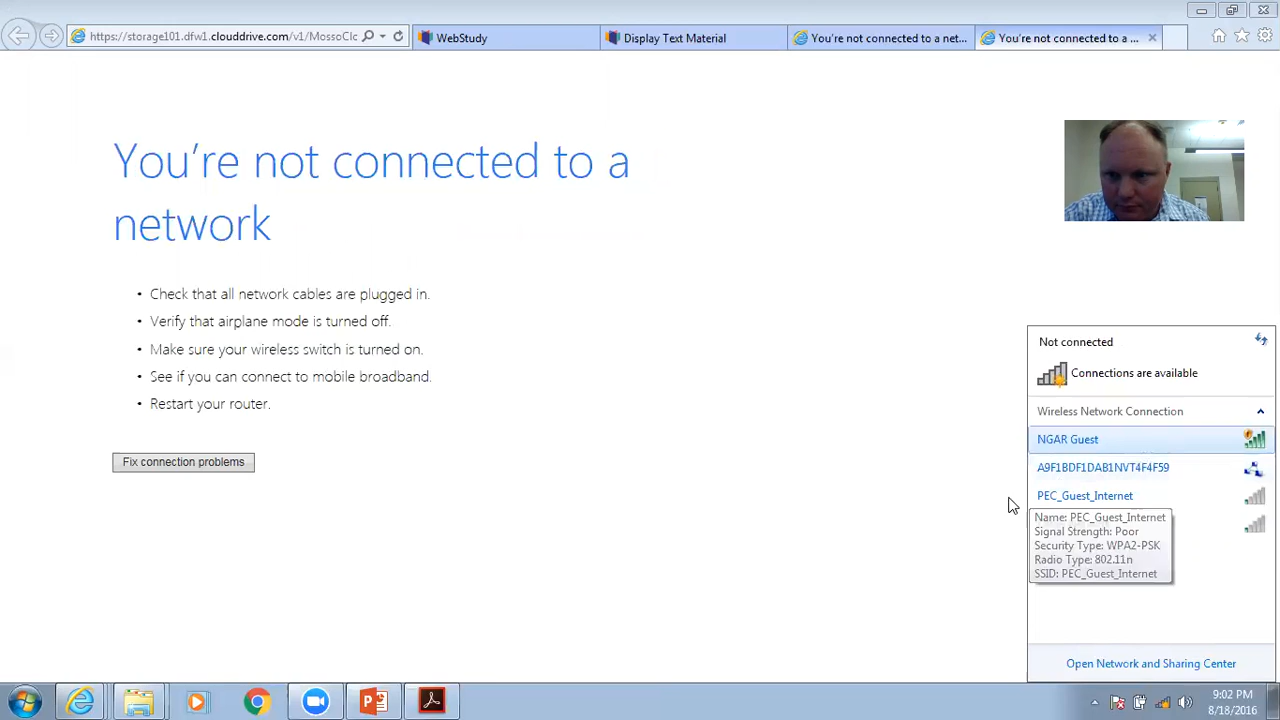 https://storage101.dfw1.clouddrive.com/v1/MossoClc
WebStudy
Display Text Material
You're not connected to a net...
You're not connected to a ...
You're not connected to a
network
• Check that all network cables are plugged in.
• Verify that airplane mode is turned off.
• Make sure your wireless switch is turned on.
• See if you can connect to mobile broadband.
• Restart your router.
Fix connection problems
Not connected
Connections are available
Wireless Network Connection
NGAR Guest
A9F1BDF1DAB1NVT4F4F59
PEC_Guest_Internet
Name: PEC_Guest_Internet
Signal Strength: Poor
Security Type: WPA2-PSK
Radio Type: 802.11n
SSID: PEC_Guest_Internet
Open Network and Sharing Center
9:02 PM
8/18/2016